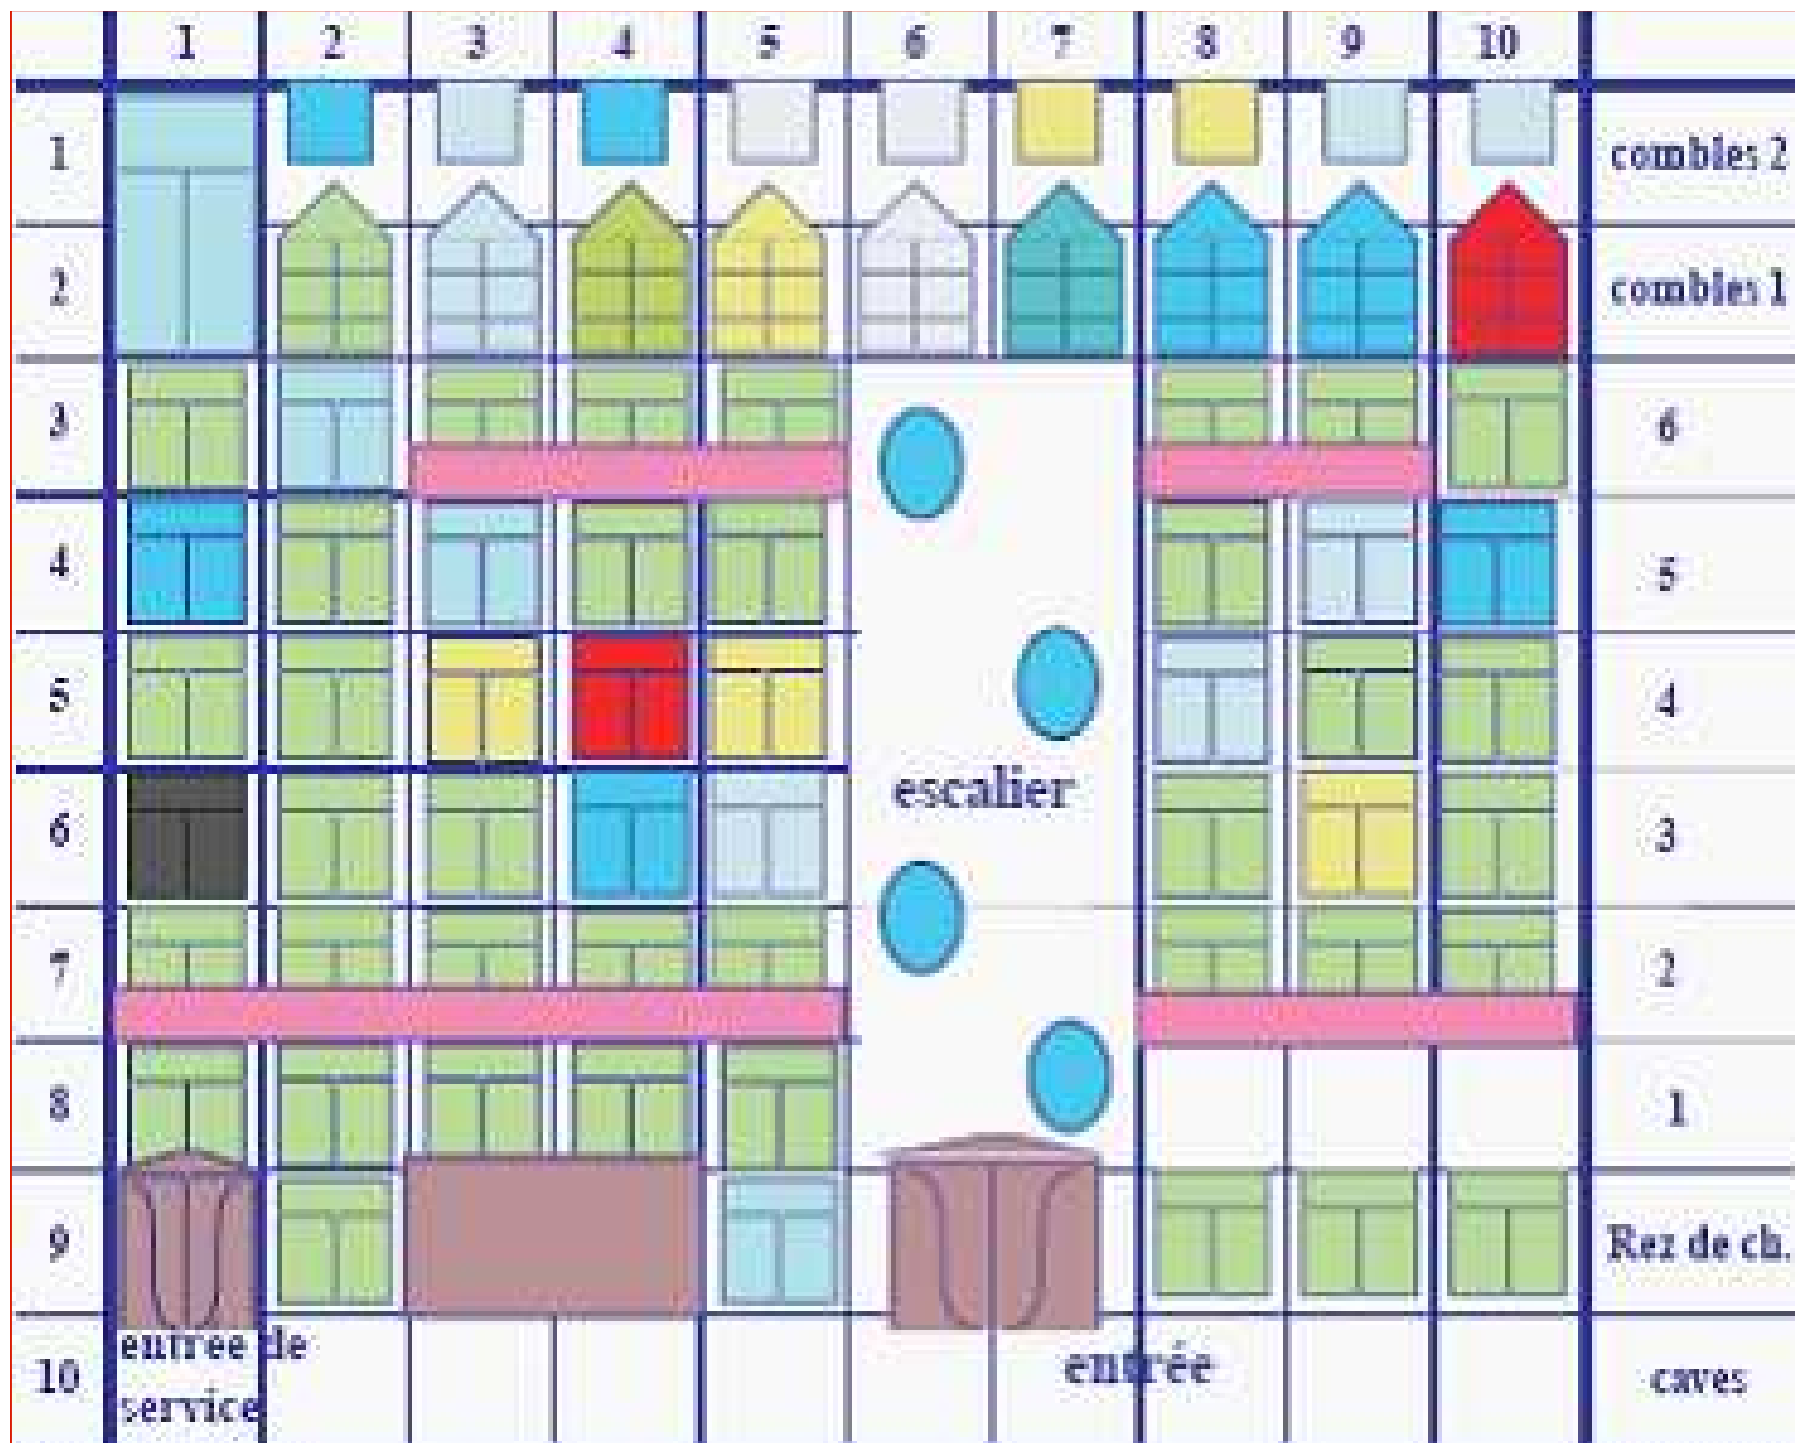 1 2 3 4 5 6 7 8 9 10
1 combles 2
2 combles 1
3 6
4 5
5 4
escalier
6 3
7 2
8 1
9 Rez de ch.
entrée de
entrée
10 caves
service